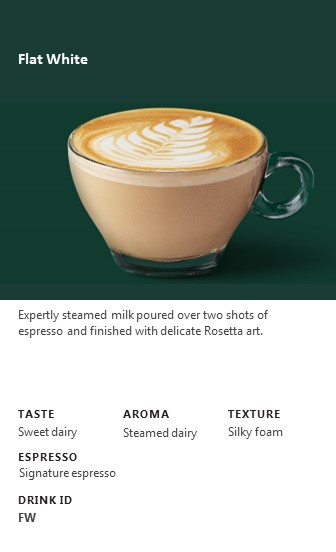 Flat White
Expertly steamed milk poured over two shots of
espresso and finished with delicate Rosetta art.
TASTE AROMA TEXTURE
Sweet dairy Steamed dairy Silky foam
ESPRESSO
Signature espresso
DRINK ID
FW